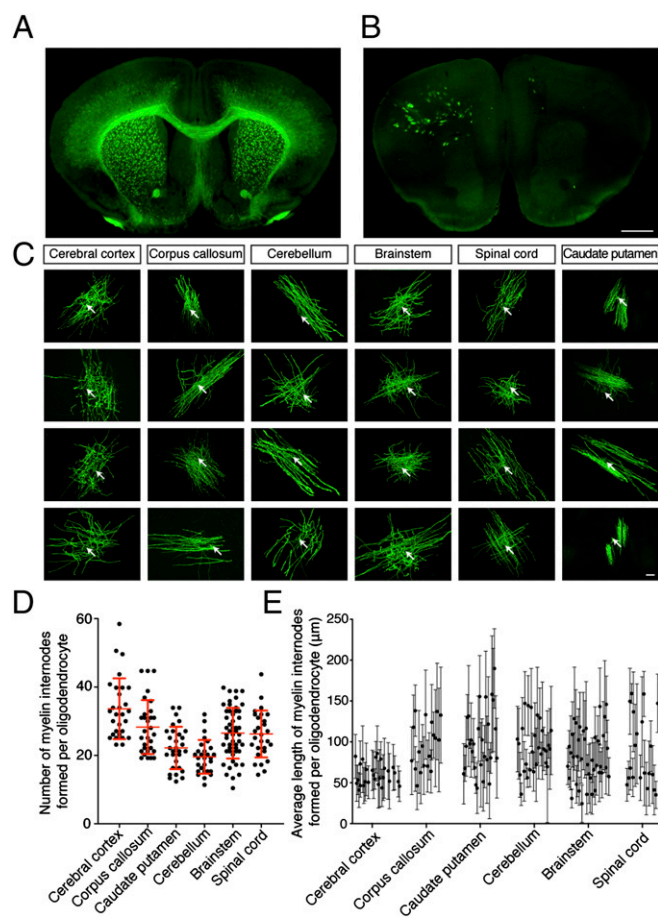 A
B
C
Cerebral cortex
Corpus callosum
Cerebellum
Brainstem
Spinal cord
Caudate putamen
D
Number of myelin internodes
formed per oligodendrocyte
60
40
20
0
Cerebral cortex
Corpus callosum
Caudate putamen
Cerebellum
Brainstem
Spinal cord
E
Average length of myelin internodes
formed per oligodendrocyte (μm)
250
200
150
100
50
0
Cerebral cortex
Corpus callosum
Caudate putamen
Cerebellum
Brainstem
Spinal cord